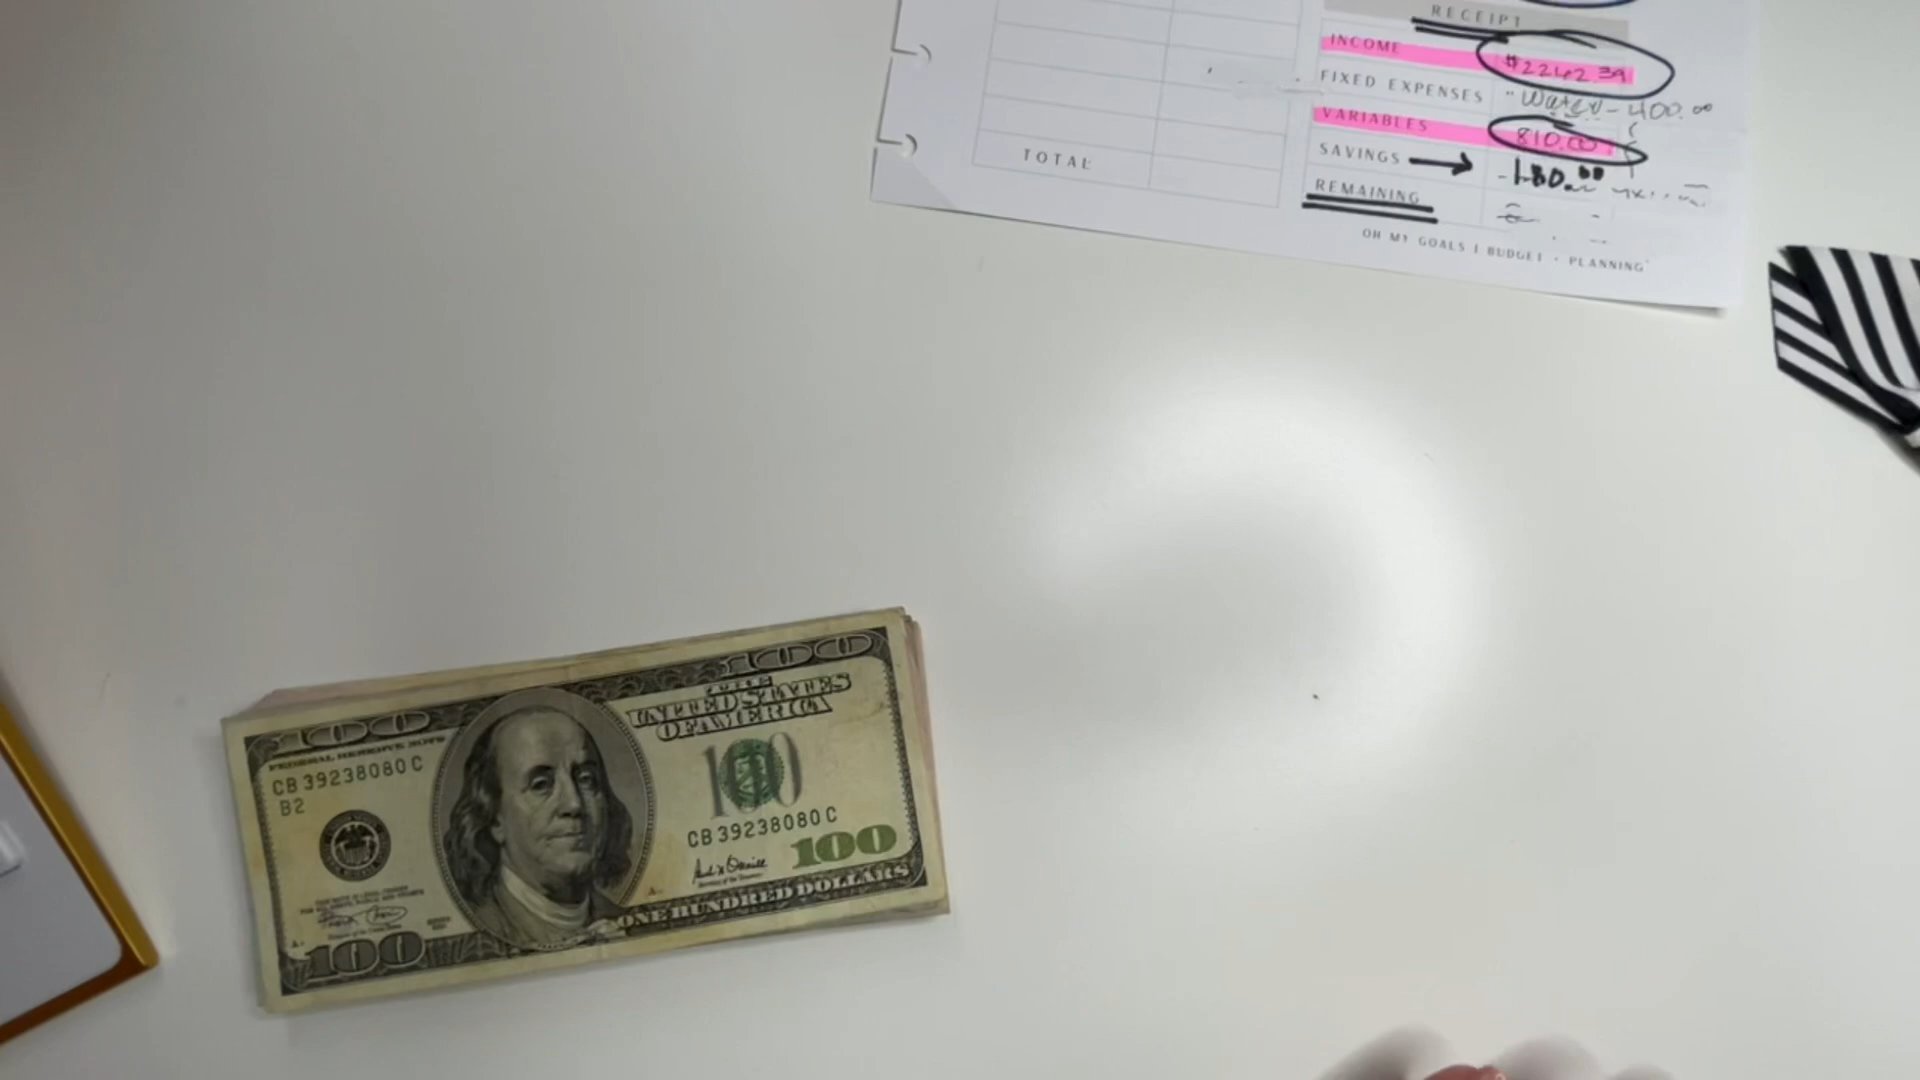 RECEIPT
INCOME $2242.39
FIXED EXPENSES "Water - 400.00
VARIABLES 810.00
SAVINGS - 180.00
REMAINING
TOTAL
OH MY GOALS I BUDGET · PLANNING
100
100
FEDERAL RESERVE NOTE
THE
UNITED STATES
OF AMERICA
CB 39238080 C
B2
100
CB 39238080 C
100
ONE HUNDRED DOLLARS
100